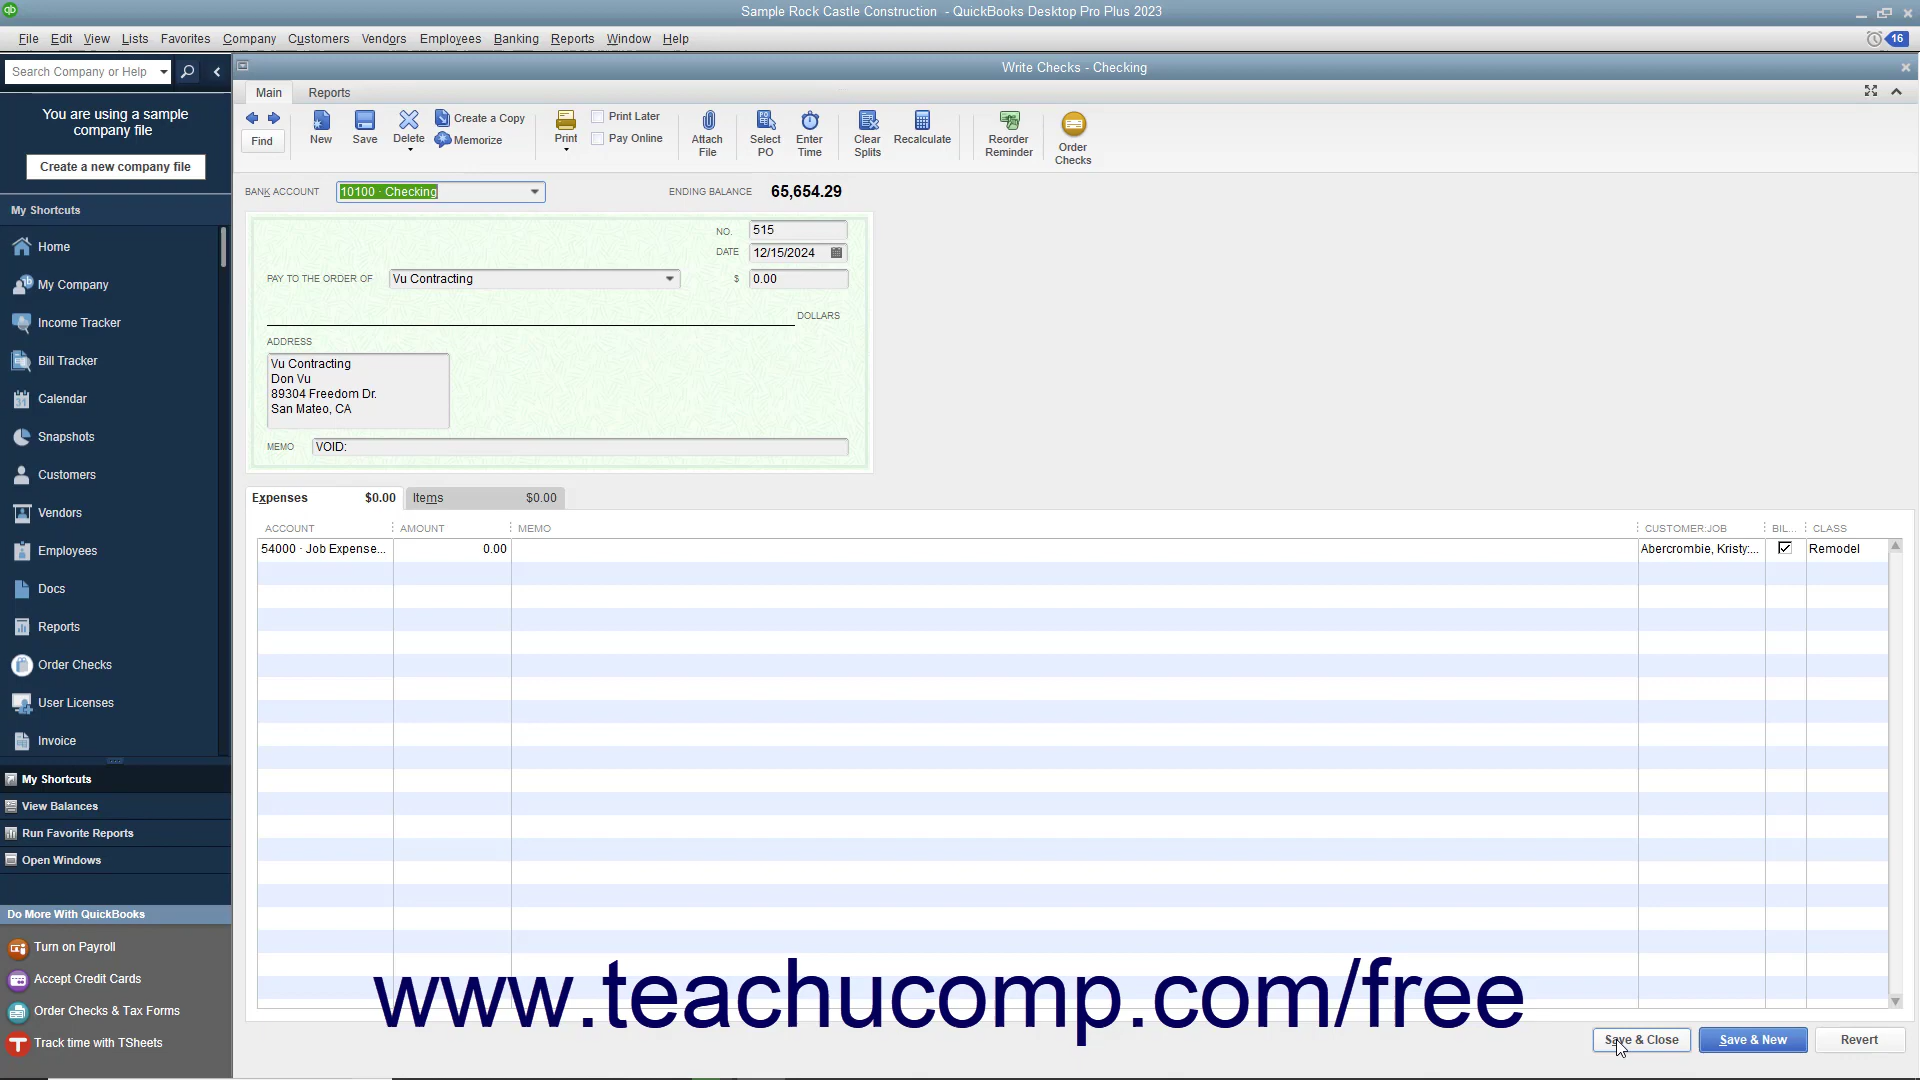 Sample Rock Castle Construction - QuickBooks Desktop Pro Plus 2023
File Edit View Lists Favorites Company Customers Vendors Employees Banking Reports Window Help
16
Search Company or Help
Write Checks - Checking
You are using a sample
company file
Create a new company file
My Shortcuts
Home
My Company
Income Tracker
Bill Tracker
Calendar
Snapshots
Customers
Vendors
Employees
Docs
Reports
Order Checks
User Licenses
Invoice
My Shortcuts
View Balances
Run Favorite Reports
Open Windows
Do More With QuickBooks
Turn on Payroll
Accept Credit Cards
Order Checks & Tax Forms
Track time with TSheets
Main Reports
Find
New
Save
Delete
Create a Copy
Memorize
Print
Print Later
Pay Online
Attach
File
Select
PO
Enter
Time
Clear
Splits
Recalculate
Reorder
Reminder
Order
Checks
BANK ACCOUNT 10100 · Checking ENDING BALANCE 65,654.29
NO. 515
DATE 12/15/2024
PAY TO THE ORDER OF Vu Contracting $ 0.00
DOLLARS
ADDRESS
Vu Contracting
Don Vu
89304 Freedom Dr.
San Mateo, CA
MEMO VOID:
Expenses $0.00 Items $0.00
ACCOUNT AMOUNT MEMO CUSTOMER:JOB BIL... CLASS
54000 · Job Expense... 0.00 Abercrombie, Kristy:... Remodel
www.teachucomp.com/free
Save & Close Save & New Revert